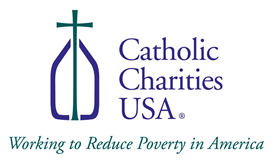 Catholic
Charities
USA®
Working to Reduce Poverty in America